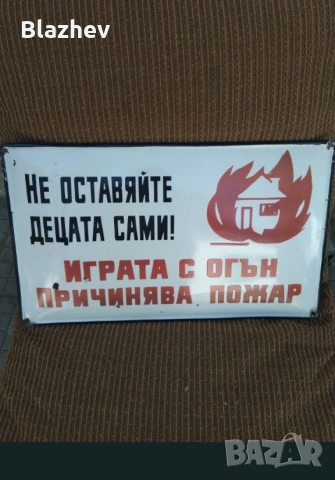 Blazhev
НЕ ОСТАВЯЙТЕ
ДЕЦАТА САМИ!
ИГРАТА С ОГЪН
ПРИЧИНЯВА ПОЖАР
BAZAR